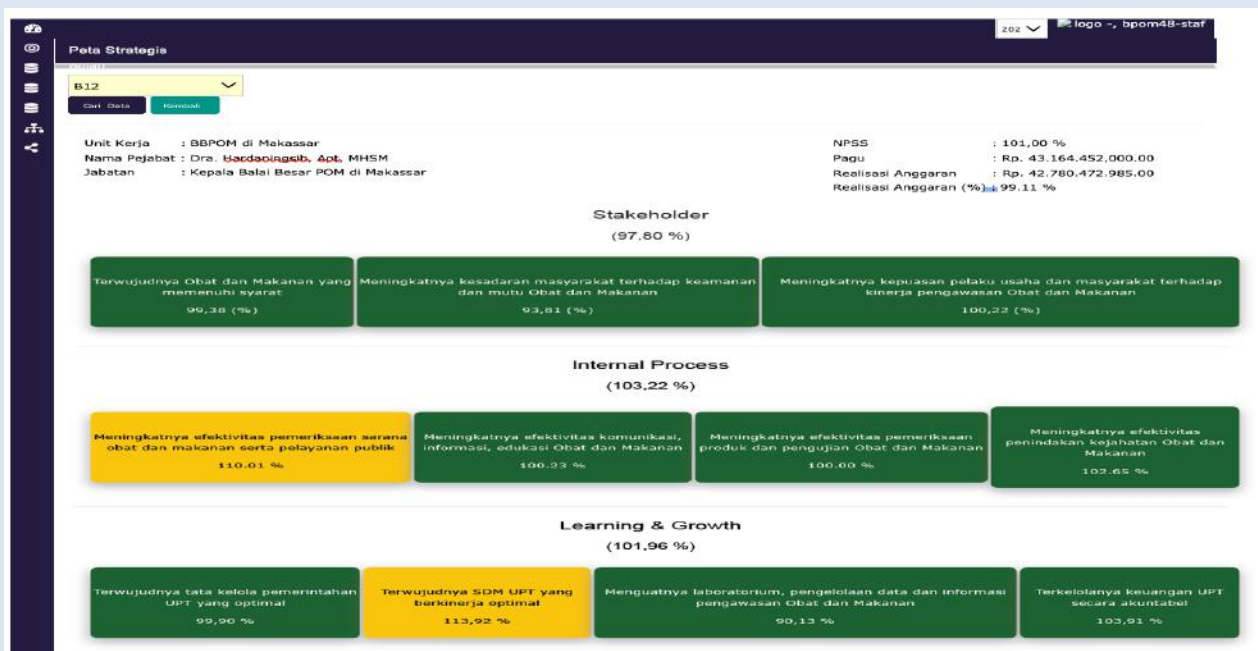 202
logo -, bpom48-staf
Peta Strategis
B12
Cari Data
Kembali
Unit Kerja : BBPOM di Makassar
Nama Pejabat : Dra. Hardaningsih, Apt, MHSM
Jabatan : Kepala Balai Besar POM di Makassar
NPSS : 101,00 %
Pagu : Rp. 43.164.452,000.00
Realisasi Anggaran : Rp. 42.780.472.985.00
Realisasi Anggaran (%) : 99.11 %
Stakeholder
(97,80 %)
Terwujudnya Obat dan Makanan yang
memenuhi syarat
99,38 (%)
Meningkatnya kesadaran masyarakat terhadap keamanan
dan mutu Obat dan Makanan
93,81 (%)
Meningkatnya kepuasan pelaku usaha dan masyarakat terhadap
kinerja pengawasan Obat dan Makanan
100,22 (%)
Internal Process
(103,22 %)
Meningkatnya efektivitas pemeriksaan sarana
obat dan makanan serta pelayanan publik
110.01 %
Meningkatnya efektivitas komunikasi,
informasi, edukasi Obat dan Makanan
100.23 %
Meningkatnya efektivitas pemeriksaan
produk dan pengujian Obat dan Makanan
100.00 %
Meningkatnya efektivitas
penindakan kejahatan Obat dan
Makanan
102.65 %
Learning & Growth
(101,96 %)
Terwujudnya tata kelola pemerintahan
UPT yang optimal
99,90 %
Terwujudnya SDM UPT yang
berkinerja optimal
113,92 %
Menguatnya laboratorium, pengelolaan data dan informasi
pengawasan Obat dan Makanan
90,13 %
Terkelolanya keuangan UPT
secara akuntabel
103,91 %